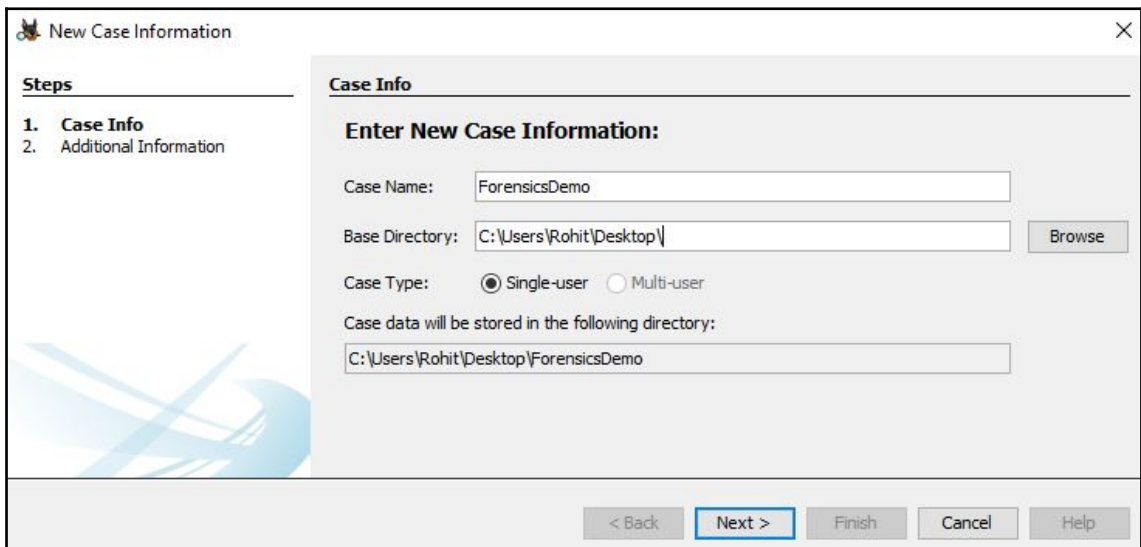 New Case Information
Steps
1. Case Info
2. Additional Information
Case Info
Enter New Case Information:
Case Name: ForensicsDemo
Base Directory: C:\Users\Rohit\Desktop\ Browse
Case Type: Single-user Multi-user
Case data will be stored in the following directory:
C:\Users\Rohit\Desktop\ForensicsDemo
< Back Next > Finish Cancel Help